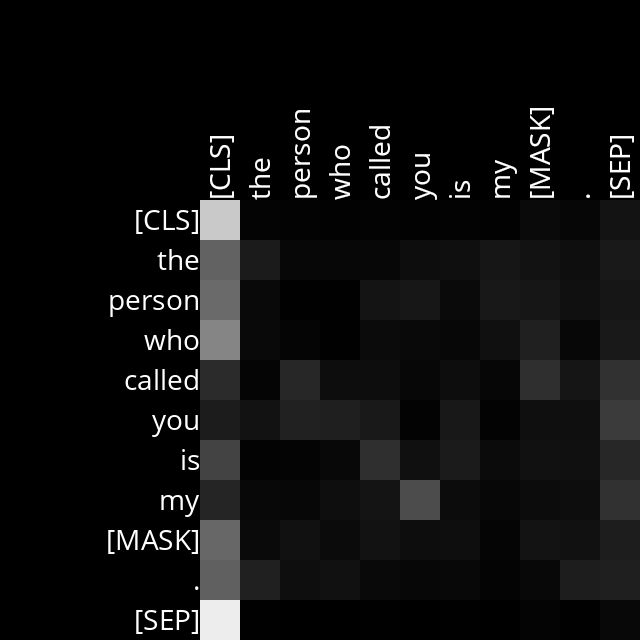 [CLS]
the
person
who
called
you
is
my
[MASK]
.
[SEP]
[CLS]
the
person
who
called
you
is
my
[MASK]
.
[SEP]